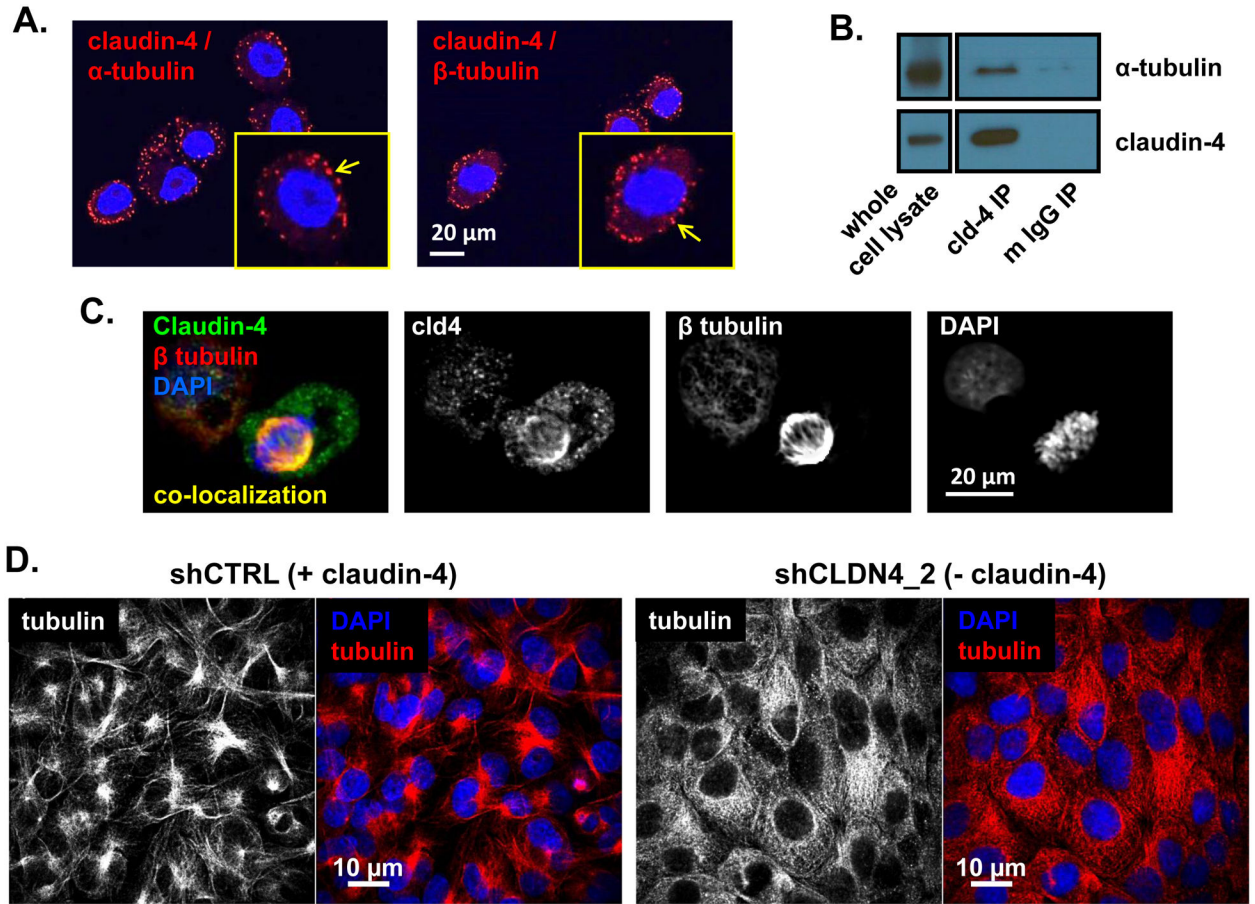 A.
claudin-4 /
α-tubulin
claudin-4 /
β-tubulin
20 µm
B.
α-tubulin
claudin-4
whole
cell lysate
cld-4 IP
m IgG IP
C.
Claudin-4
β tubulin
DAPI
co-localization
cld4
β tubulin
DAPI
20 µm
D.
shCTRL (+ claudin-4)
tubulin
DAPI
tubulin
10 µm
shCLDN4_2 (- claudin-4)
tubulin
DAPI
tubulin
10 µm